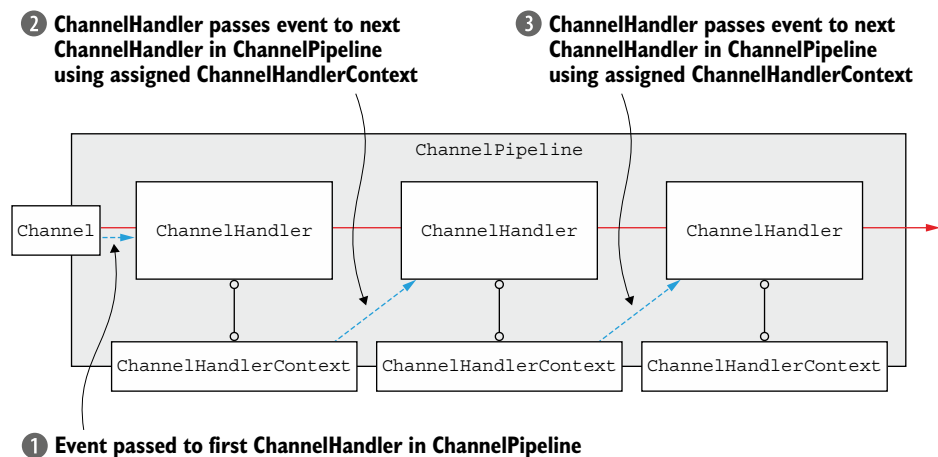 2 ChannelHandler passes event to next
ChannelHandler in ChannelPipeline
using assigned ChannelHandlerContext
3 ChannelHandler passes event to next
ChannelHandler in ChannelPipeline
using assigned ChannelHandlerContext
ChannelPipeline
Channel
ChannelHandler
ChannelHandler
ChannelHandler
ChannelHandlerContext
ChannelHandlerContext
ChannelHandlerContext
1 Event passed to first ChannelHandler in ChannelPipeline